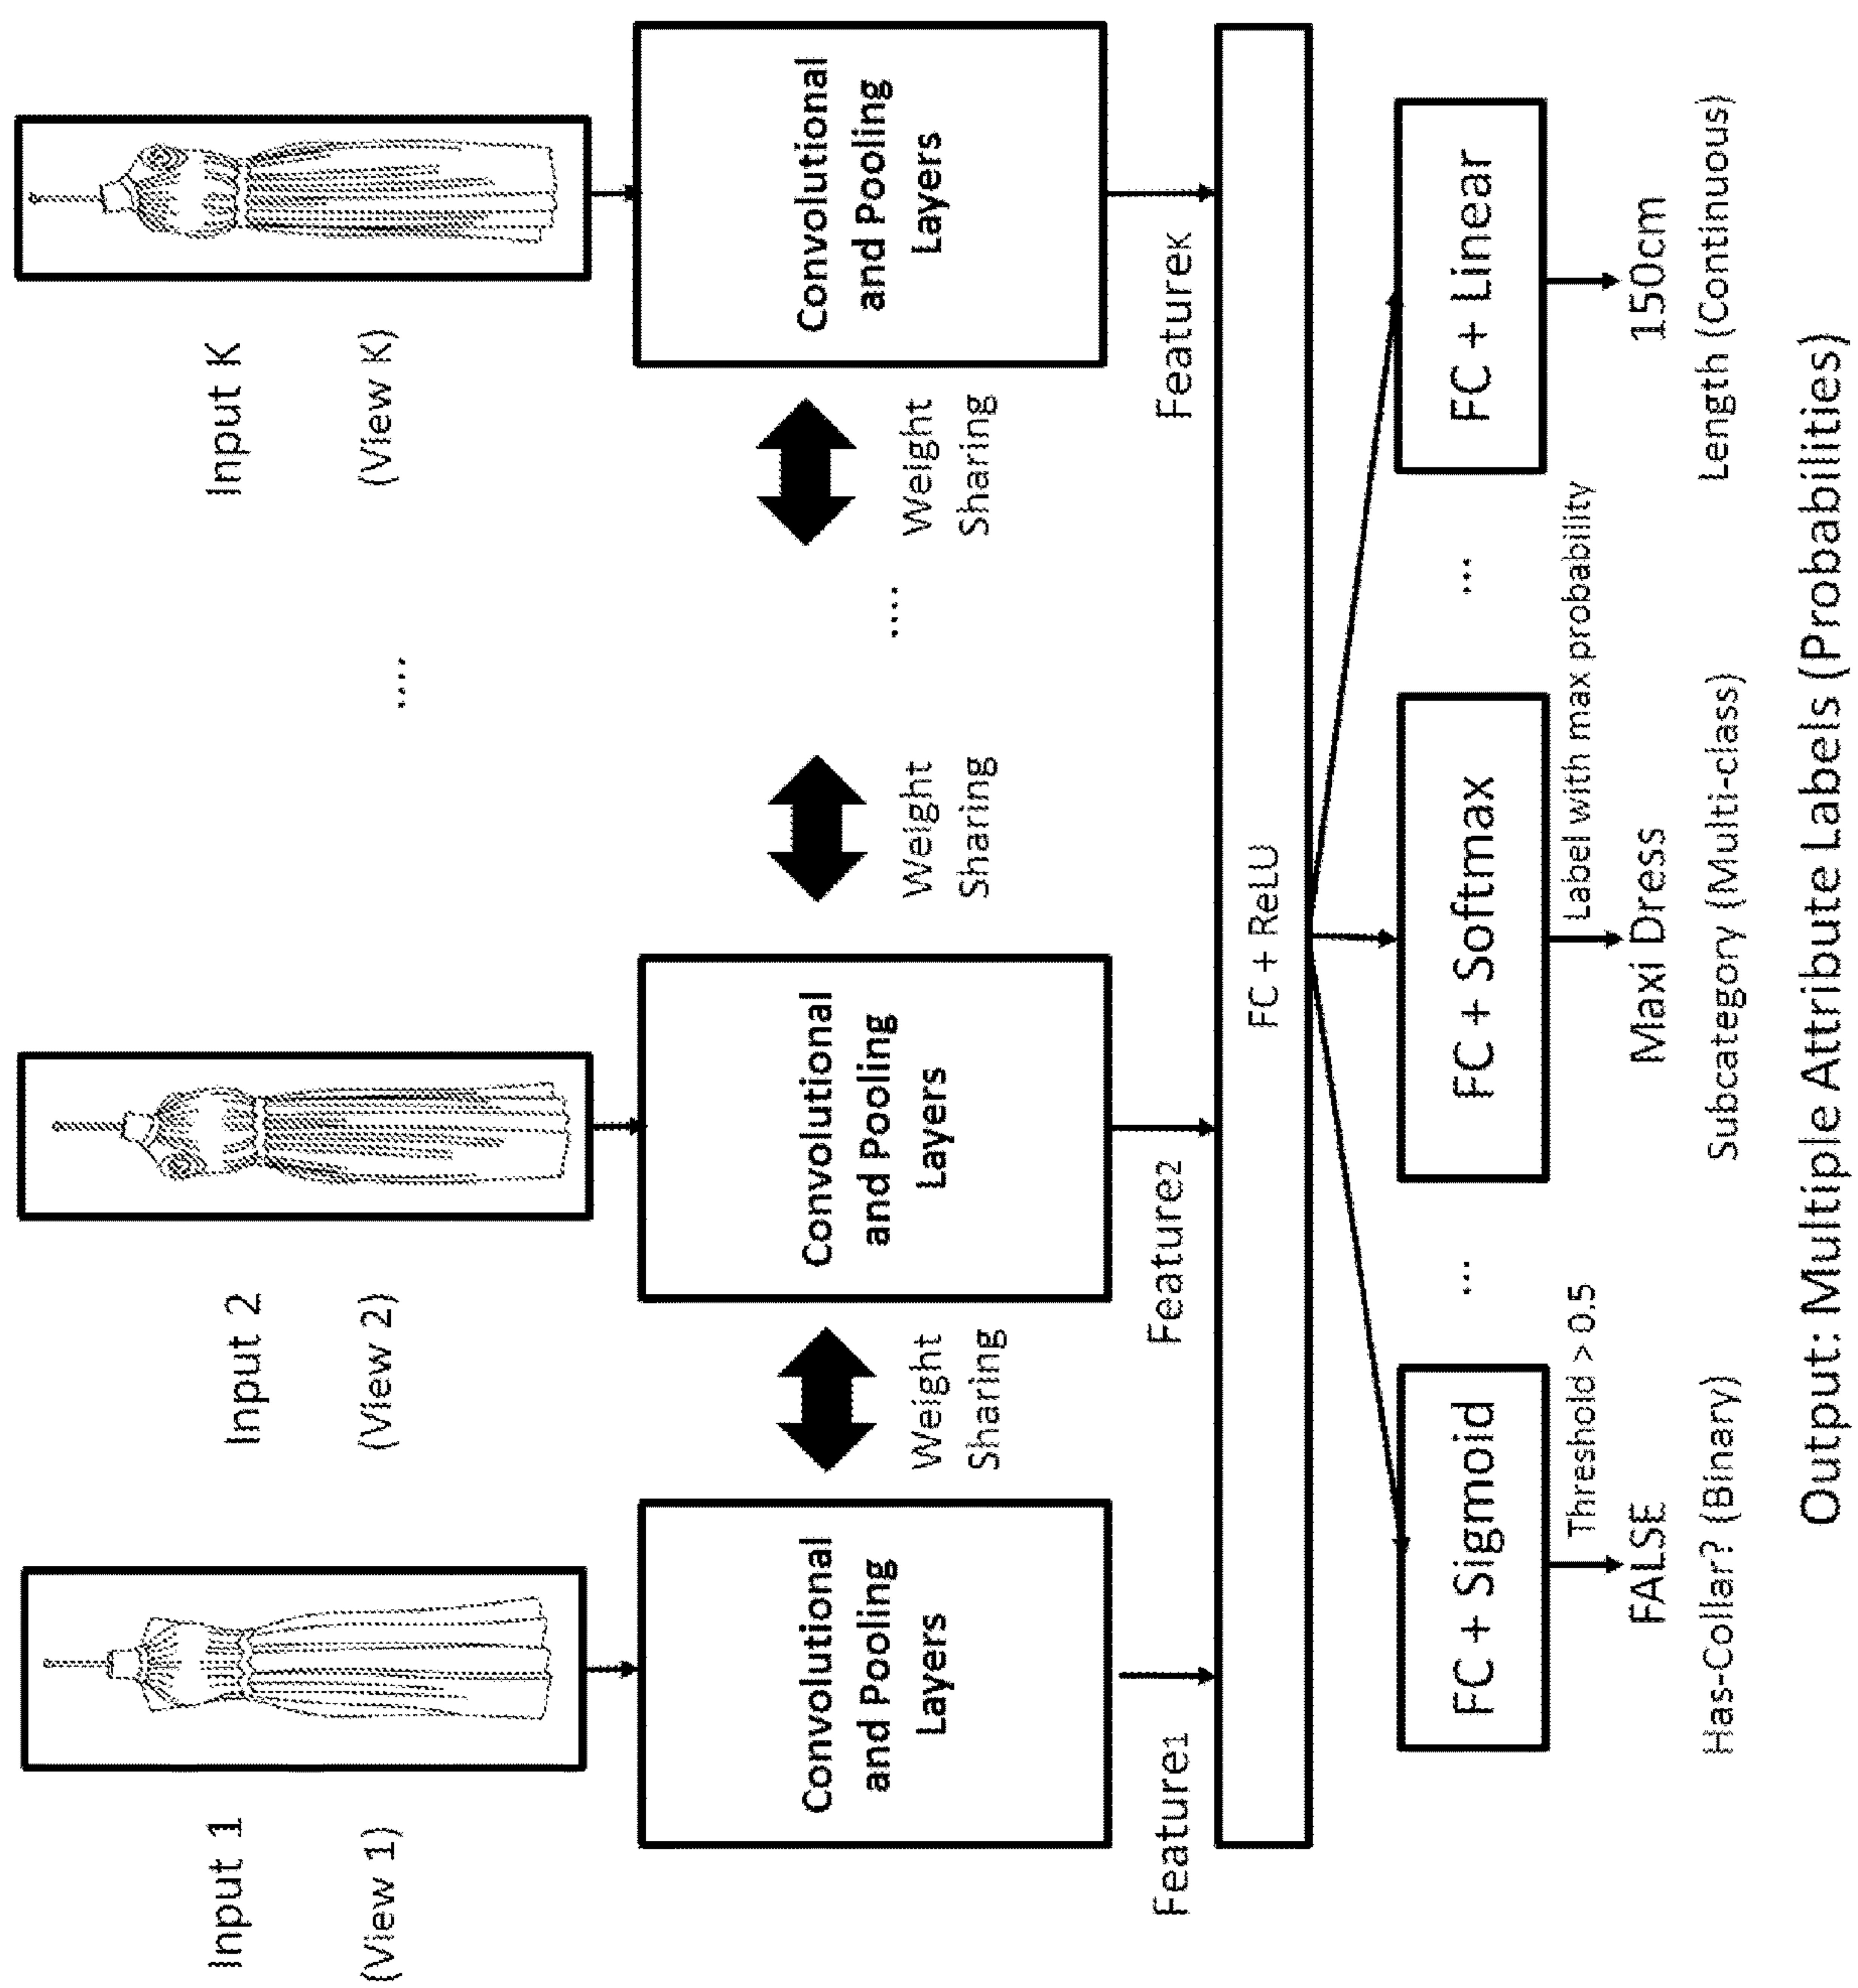 Input 1
(View 1)
Input 2
(View 2)
....
Input K
(View K)
Convolutional
and Pooling
Layers
Weight
Sharing
Convolutional
and Pooling
Layers
Weight
Sharing
....
Weight
Sharing
Convolutional
and Pooling
Layers
Feature1
Feature2
FeatureK
FC + ReLU
FC + Sigmoid
...
FC + Softmax
...
FC + Linear
Threshold > 0.5
Label with max probability
FALSE
Maxi Dress
150cm
Has-Collar? (Binary)
Subcategory (Multi-class)
Length (Continuous)
Output: Multiple Attribute Labels (Probabilities)